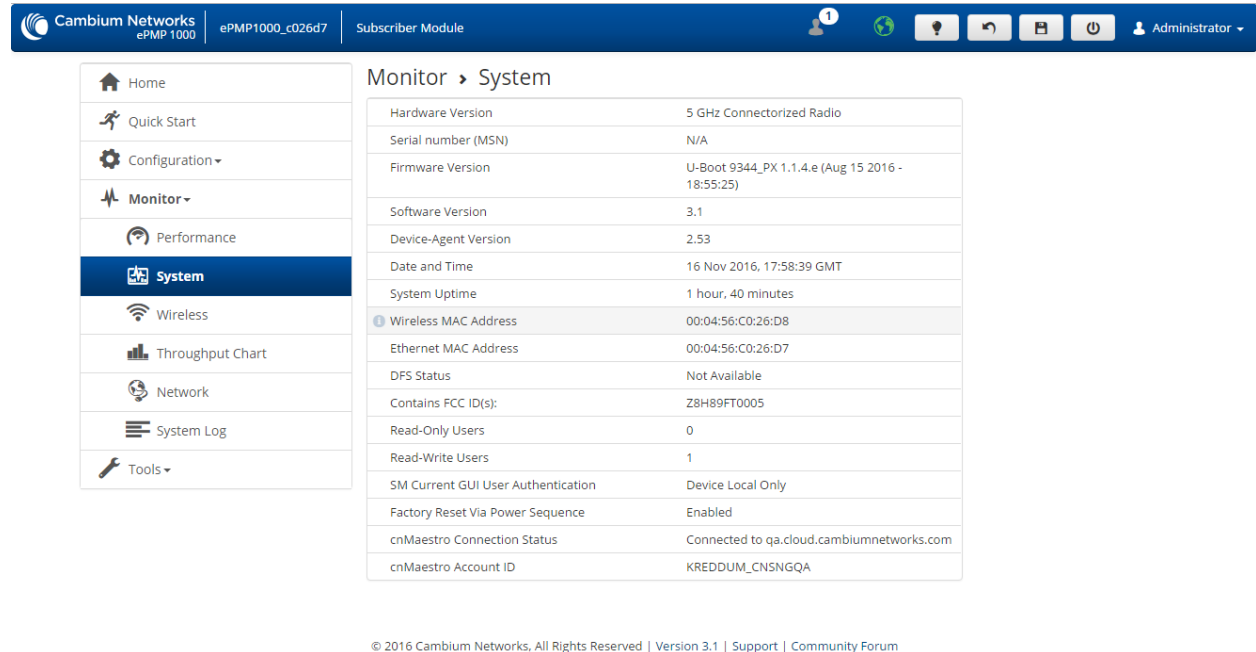 Cambium Networks
ePMP 1000
ePMP1000_c026d7
Subscriber Module
1
Administrator
Home
Quick Start
Configuration
Monitor
Performance
System
Wireless
Throughput Chart
Network
System Log
Tools
Monitor › System
Hardware Version 5 GHz Connectorized Radio
Serial number (MSN) N/A
Firmware Version U-Boot 9344_PX 1.1.4.e (Aug 15 2016 -
18:55:25)
Software Version 3.1
Device-Agent Version 2.53
Date and Time 16 Nov 2016, 17:58:39 GMT
System Uptime 1 hour, 40 minutes
Wireless MAC Address 00:04:56:C0:26:D8
Ethernet MAC Address 00:04:56:C0:26:D7
DFS Status Not Available
Contains FCC ID(s): Z8H89FT0005
Read-Only Users 0
Read-Write Users 1
SM Current GUI User Authentication Device Local Only
Factory Reset Via Power Sequence Enabled
cnMaestro Connection Status Connected to qa.cloud.cambiumnetworks.com
cnMaestro Account ID KREDDUM_CNSNGQA
© 2016 Cambium Networks, All Rights Reserved | Version 3.1 | Support | Community Forum